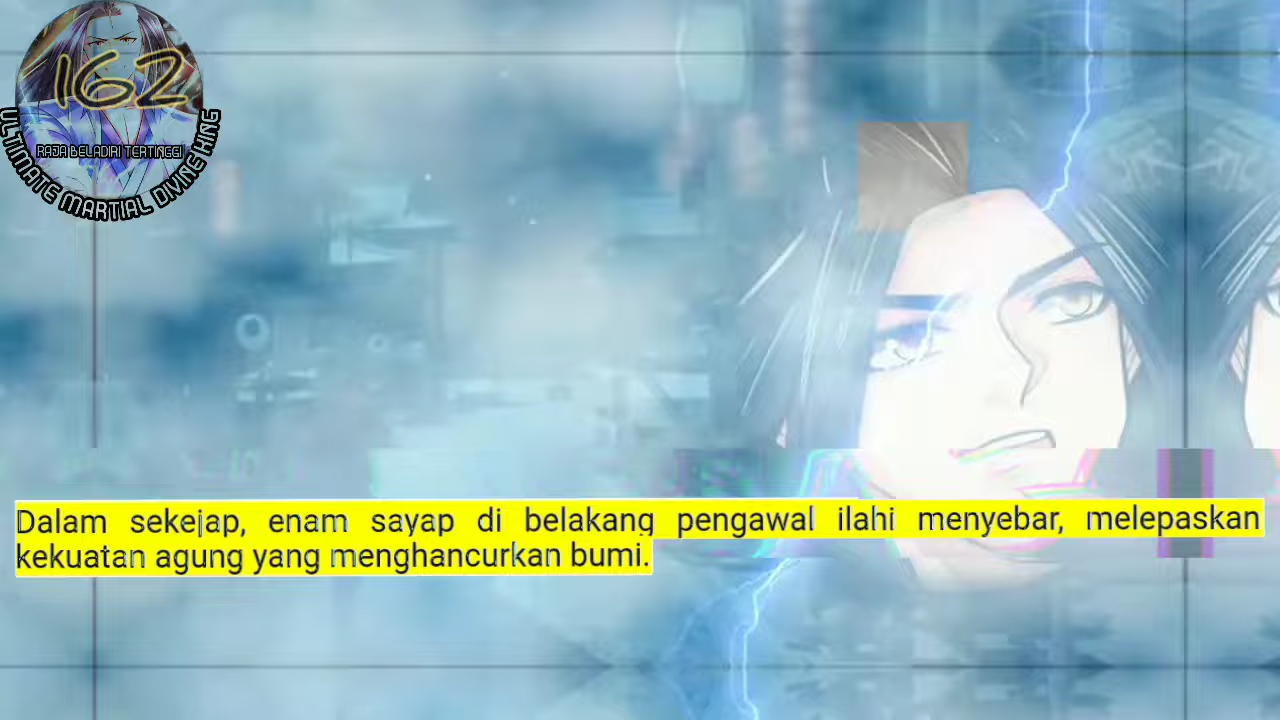 162
RAJA BELADIRI TERTINGGI
ULTIMATE MARTIAL DIVINE KING
Dalam sekejap, enam sayap di belakang pengawal ilahi menyebar, melepaskan
kekuatan agung yang menghancurkan bumi.